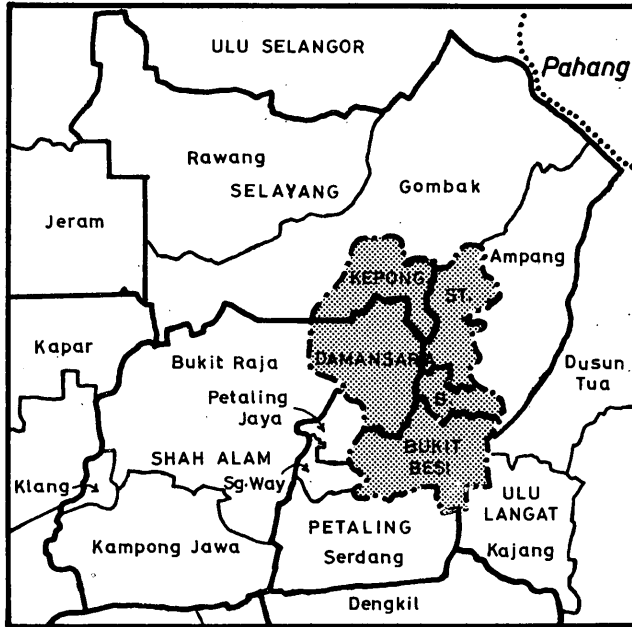 ULU SELANGOR
Pahang
Rawang
SELAYANG
Gombak
Jeram
Ampang
KEPONG
ST.
Kapar
Bukit Raja
DAMANSARA
Dusun
Tua
Petaling
Jaya
B.
SHAH ALAM
BUKIT
BESI
Klang
Sg.Way
ULU
LANGAT
PETALING
Kampong Jawa
Serdang
Kajang
Dengkil